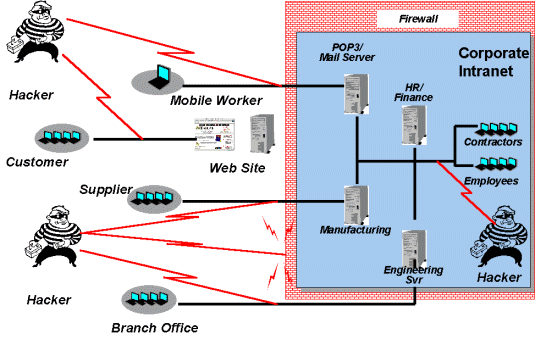 Firewall
POP3/
Mail Server
Corporate
Intranet
HR/
Finance
Hacker
Mobile Worker
Contractors
Customer
Web Site
Employees
Supplier
Manufacturing
Engineering
Svr
Hacker
Hacker
Branch Office